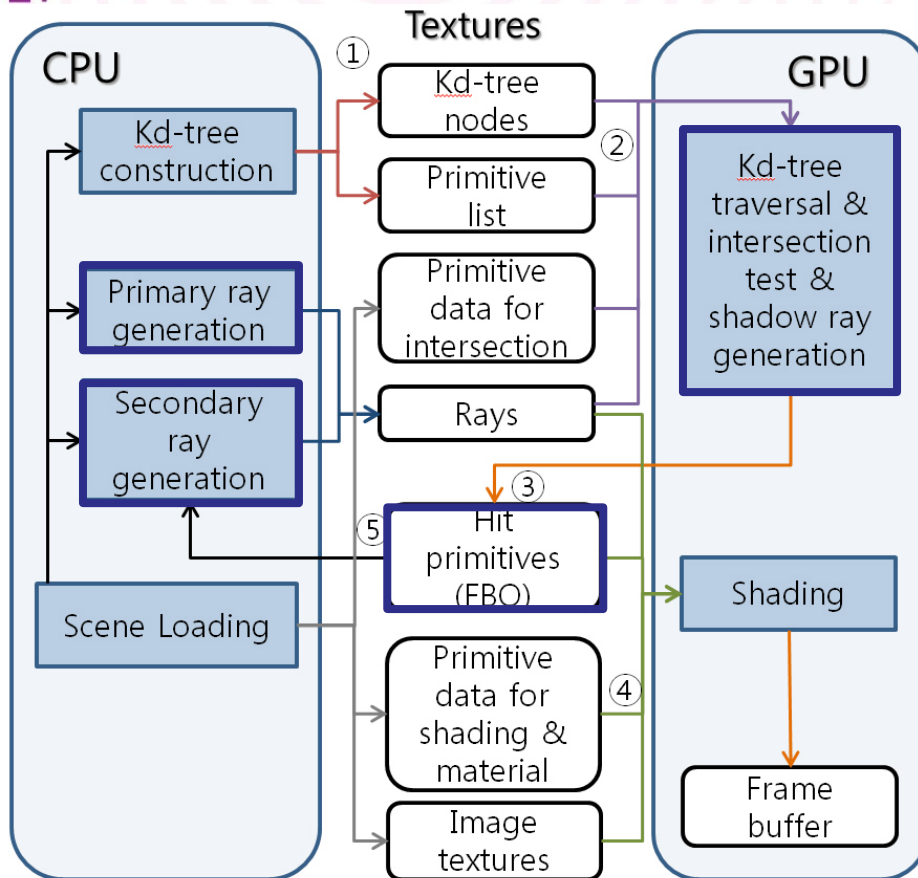 Textures
CPU
GPU
①
Kd-tree
construction
Kd-tree
nodes
②
Primitive
list
Kd-tree
traversal &
intersection
test &
shadow ray
generation
Primary ray
generation
Primitive
data for
intersection
Secondary
ray
generation
Rays
③
⑤
Hit
primitives
(FBO)
Scene Loading
Shading
Primitive
data for
shading &
material
④
Image
textures
Frame
buffer